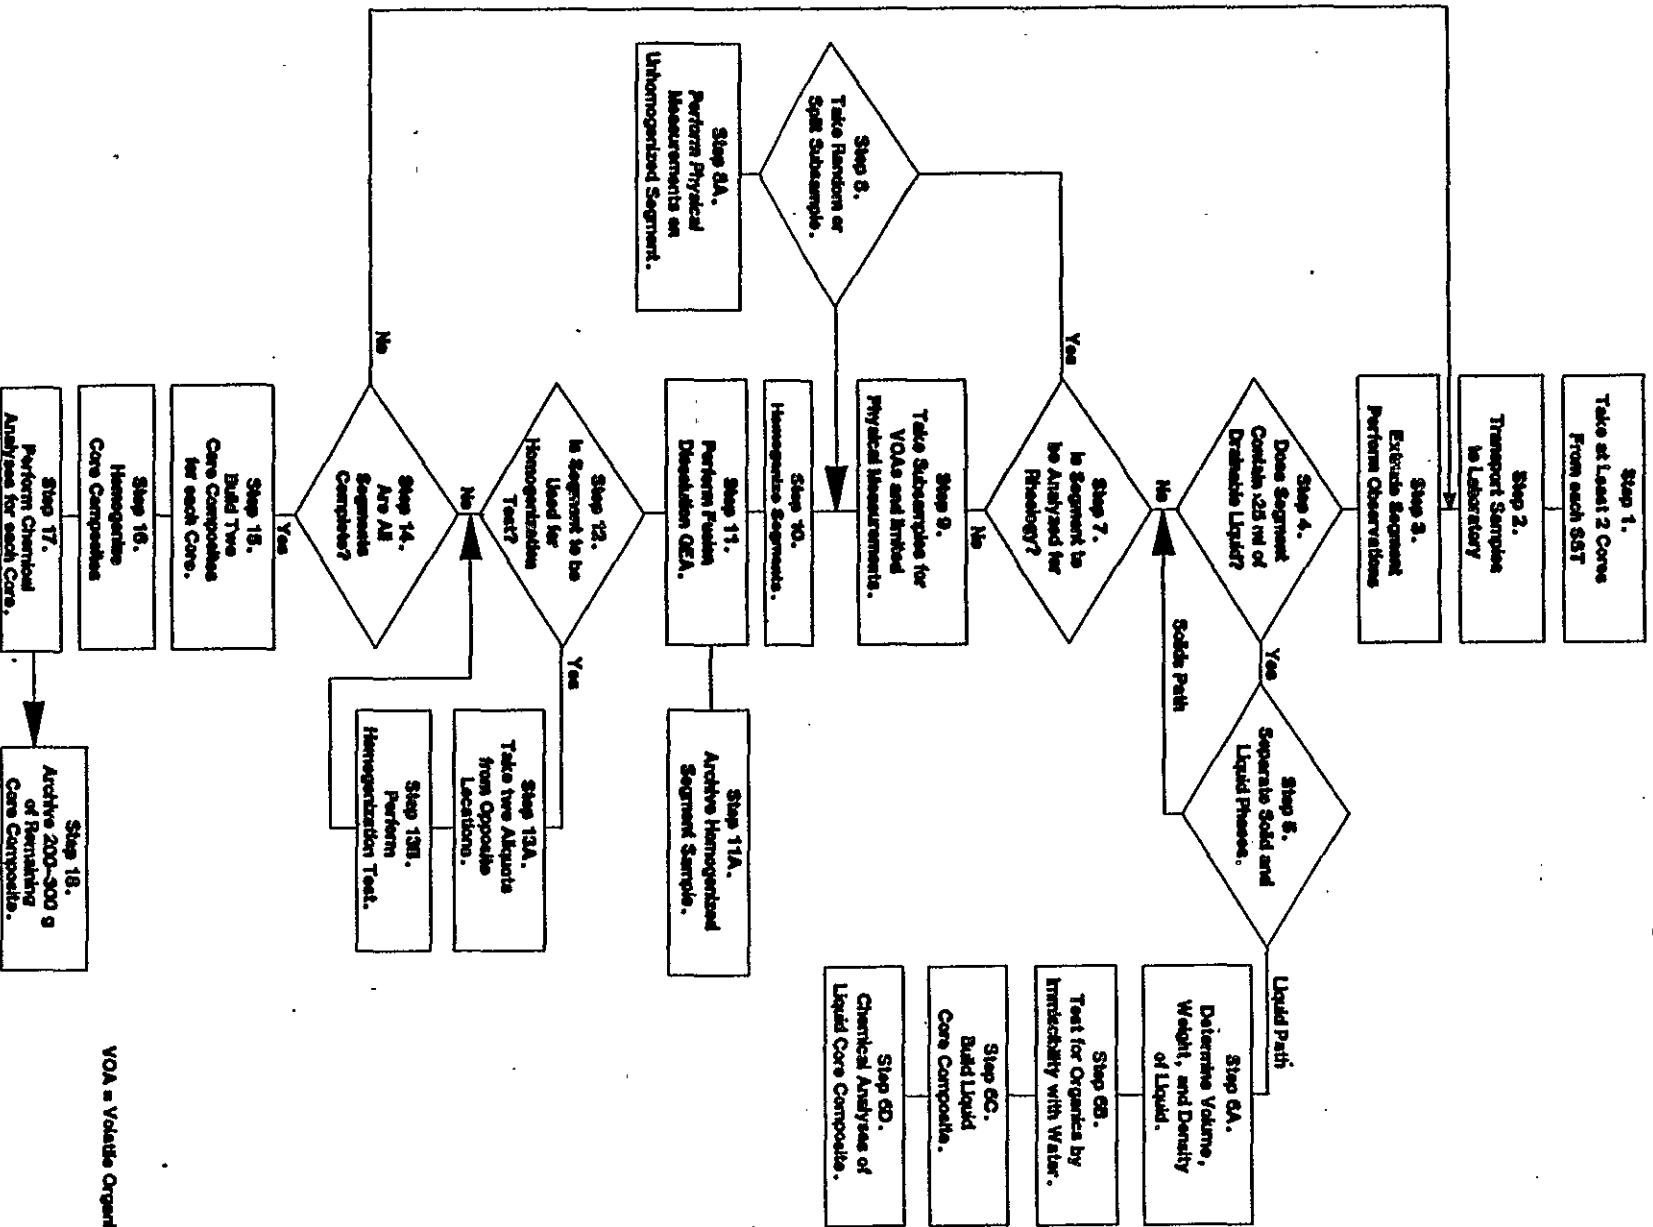 Step 1.
Take at Least 2 Cores
From each SST
Step 2.
Transport Samples
to Laboratory
Step 3.
Extrude Segment
Perform Observations
Step 4.
Does Segment
Contain >25 ml of
Drainable Liquid?
Yes
No
Step 5.
Separate Solid and
Liquid Phases.
Solids Path
Liquid Path
Step 6A.
Determine Volume,
Weight, and Density
of Liquid.
Step 6B.
Test for Organics by
Immiscibility with Water.
Step 6C.
Build Liquid
Core Composite.
Step 6D.
Chemical Analyses of
Liquid Core Composite.
Step 7.
Is Segment to
be Analyzed for
Rheology?
Yes
No
Step 8.
Take Random or
Split Subsample.
Step 8A.
Perform Physical
Measurements on
Unhomogenized Segment.
Step 9.
Take Subsamples for
VOAs and limited
Physical Measurements.
Step 10.
Homogenize Segments.
Step 11.
Perform Fusion
Dissolution GEA.
Step 11A.
Archive Homogenized
Segment Sample.
Step 12.
Is Segment to be
Used for
Homogenization
Test?
Yes
No
Step 13A.
Take two Aliquots
from Opposite
Locations.
Step 13B.
Perform
Homogenization Test.
Step 14.
Are All
Segments
Complete?
No
Yes
Step 15.
Build Two
Core Composites
for each Core.
Step 16.
Homogenize
Core Composites
Step 17.
Perform Chemical
Analyses for each Core.
Step 18.
Archive 200-300 g
of Remaining
Core Composite.
VOA = Volatile Organi